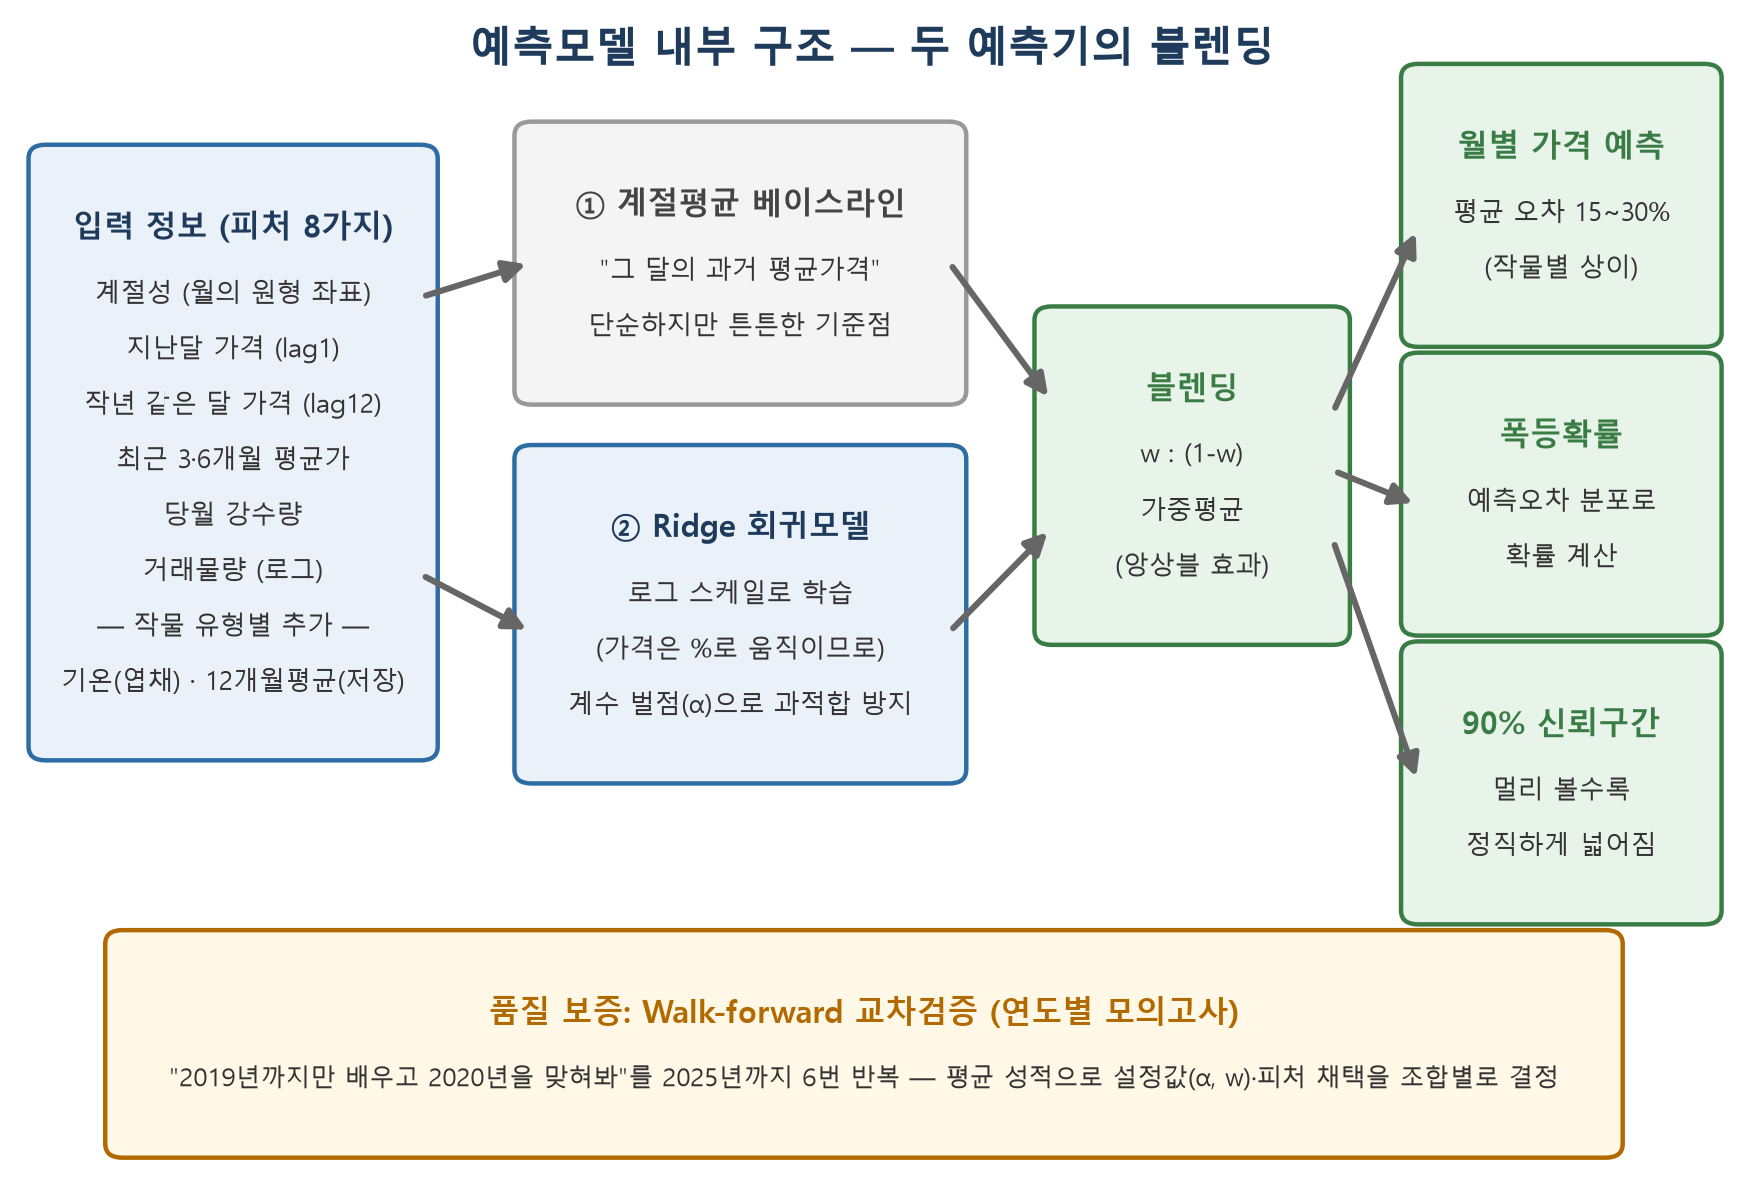 예측모델 내부 구조 — 두 예측기의 블렌딩
입력 정보 (피처 8가지)
계절성 (월의 원형 좌표)
지난달 가격 (lag1)
작년 같은 달 가격 (lag12)
최근 3·6개월 평균가
당월 강수량
거래물량 (로그)
— 작물 유형별 추가 —
기온(엽채) · 12개월평균(저장)
① 계절평균 베이스라인
"그 달의 과거 평균가격"
단순하지만 튼튼한 기준점
② Ridge 회귀모델
로그 스케일로 학습
(가격은 %로 움직이므로)
계수 벌점(α)으로 과적합 방지
블렌딩
w : (1-w)
가중평균
(앙상블 효과)
월별 가격 예측
평균 오차 15~30%
(작물별 상이)
폭등확률
예측오차 분포로
확률 계산
90% 신뢰구간
멀리 볼수록
정직하게 넓어짐
품질 보증: Walk-forward 교차검증 (연도별 모의고사)
"2019년까지만 배우고 2020년을 맞혀봐"를 2025년까지 6번 반복 — 평균 성적으로 설정값(α, w)·피처 채택을 조합별로 결정